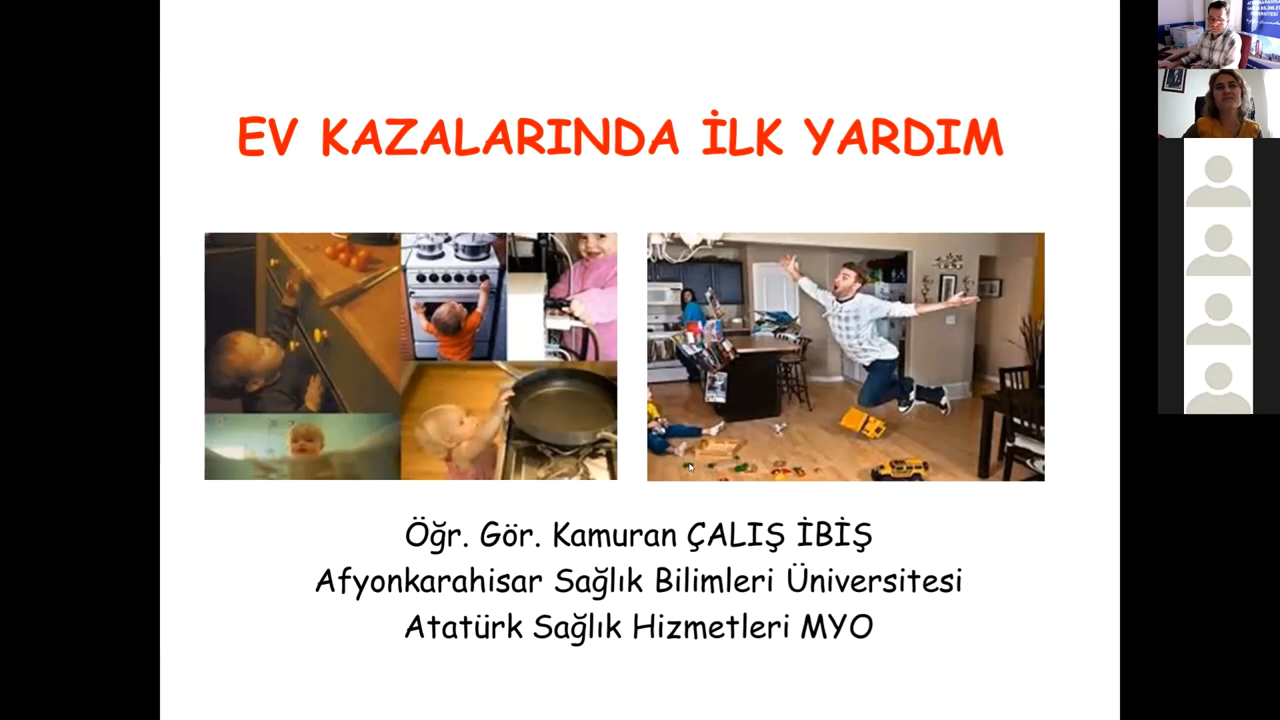 EV KAZALARINDA İLK YARDIM
Öğr. Gör. Kamuran ÇALIŞ İBİŞ
Afyonkarahisar Sağlık Bilimleri Üniversitesi
Atatürk Sağlık Hizmetleri MYO